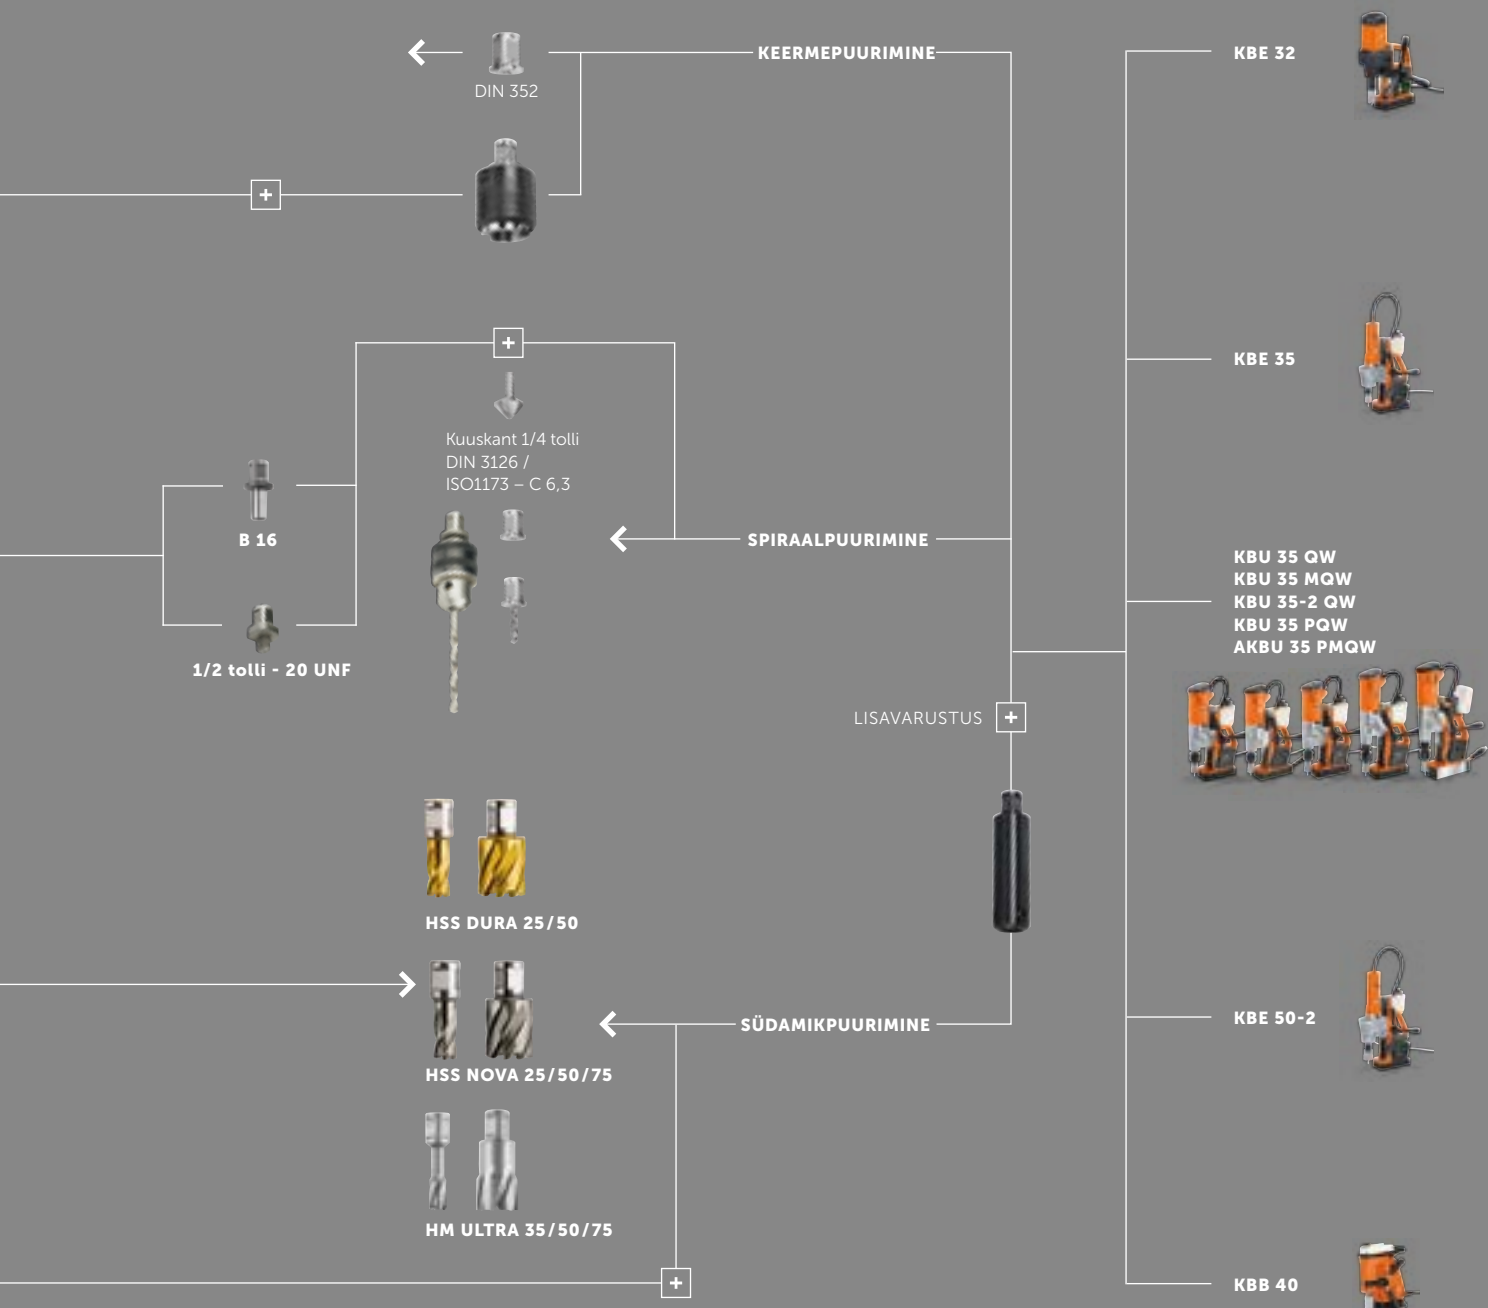 KEERMEPUURIMINE
KBE 32
DIN 352
KBE 35
Kuuskant 1/4 tolli
DIN 3126 /
ISO1173 – C 6,3
B 16
SPIRAALPUURIMINE
KBU 35 QW
KBU 35 MQW
KBU 35-2 QW
KBU 35 PQW
AKBU 35 PMQW
1/2 tolli - 20 UNF
LISAVARUSTUS
HSS DURA 25/50
SÜDAMIKPUURIMINE
KBE 50-2
HSS NOVA 25/50/75
HM ULTRA 35/50/75
KBB 40